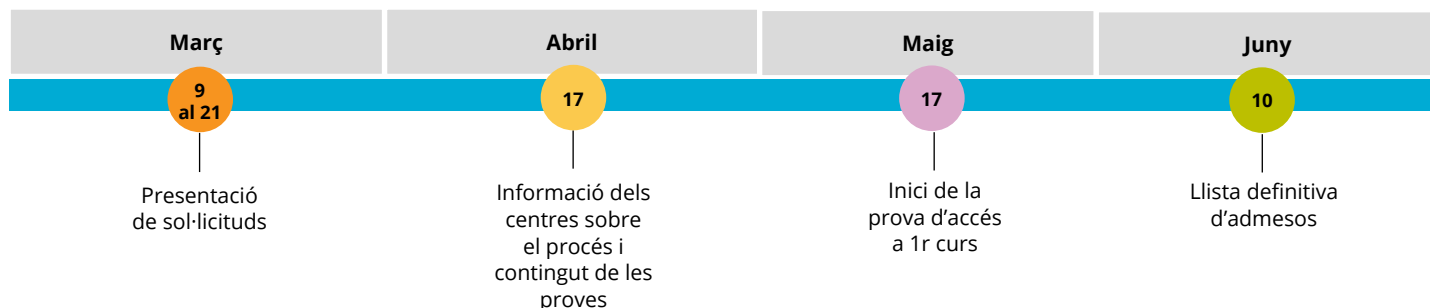 Març
Abril
Maig
Juny
9
al 21
17
17
10
Presentació
de sol·licituds
Informació dels
centres sobre
el procés i
contingut de les
proves
Inici de la
prova d’accés
a 1r curs
Llista definitiva
d’admesos